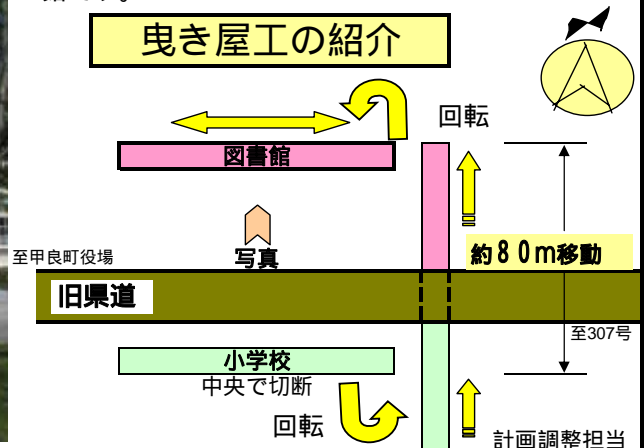 曳き屋工の紹介
回転
図書館
至甲良町役場
写真
約８０m移動
旧県道
至307号
小学校
中央で切断
回転
計画調整担当